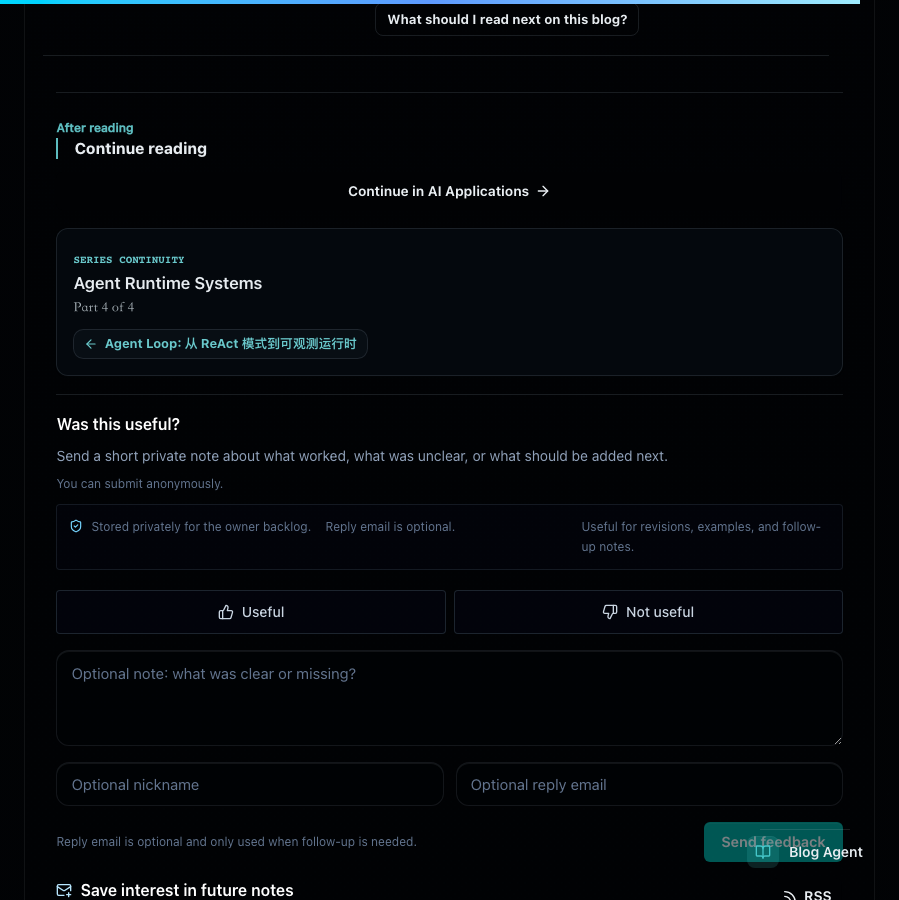 What should I read next on this blog?
After reading
Continue reading
Continue in AI Applications →
SERIES CONTINUITY
Agent Runtime Systems
Part 4 of 4
← Agent Loop: 从 ReAct 模式到可观测运行时
Was this useful?
Send a short private note about what worked, what was unclear, or what should be added next.
You can submit anonymously.
Stored privately for the owner backlog.
Reply email is optional.
Useful for revisions, examples, and follow-
up notes.
Useful
Not useful
Optional note: what was clear or missing?
Optional nickname
Optional reply email
Reply email is optional and only used when follow-up is needed.
Send feedback
Blog Agent
Save interest in future notes
RSS